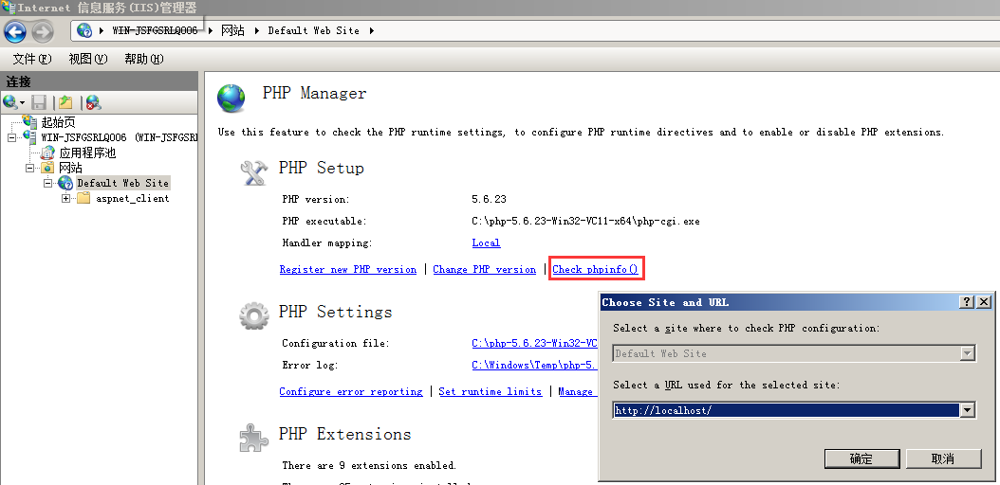 Internet 信息服务(IIS)管理器
WIN-JSFGSRLQO06 网站 Default Web Site
文件(F) 视图(V) 帮助(H)
连接
起始页
WIN-JSFGSRLQO06 (WIN-JSFGSRL
应用程序池
网站
Default Web Site
aspnet_client
PHP Manager
Use this feature to check the PHP runtime settings, to configure PHP runtime directives and to enable or disable PHP extensions.
PHP Setup
PHP version: 5.6.23
PHP executable: C:\php-5.6.23-Win32-VC11-x64\php-cgi.exe
Handler mapping: Local
Register new PHP version | Change PHP version | Check phpinfo()
PHP Settings
Configuration file: C:\php-5.6.23-Win32-VC
Error log: C:\Windows\Temp\php-5.
Configure error reporting | Set runtime limits | Manage
PHP Extensions
There are 9 extensions enabled.
Choose Site and URL
Select a site where to check PHP configuration:
Default Web Site
Select a URL used for the selected site:
http://localhost/
确定 取消